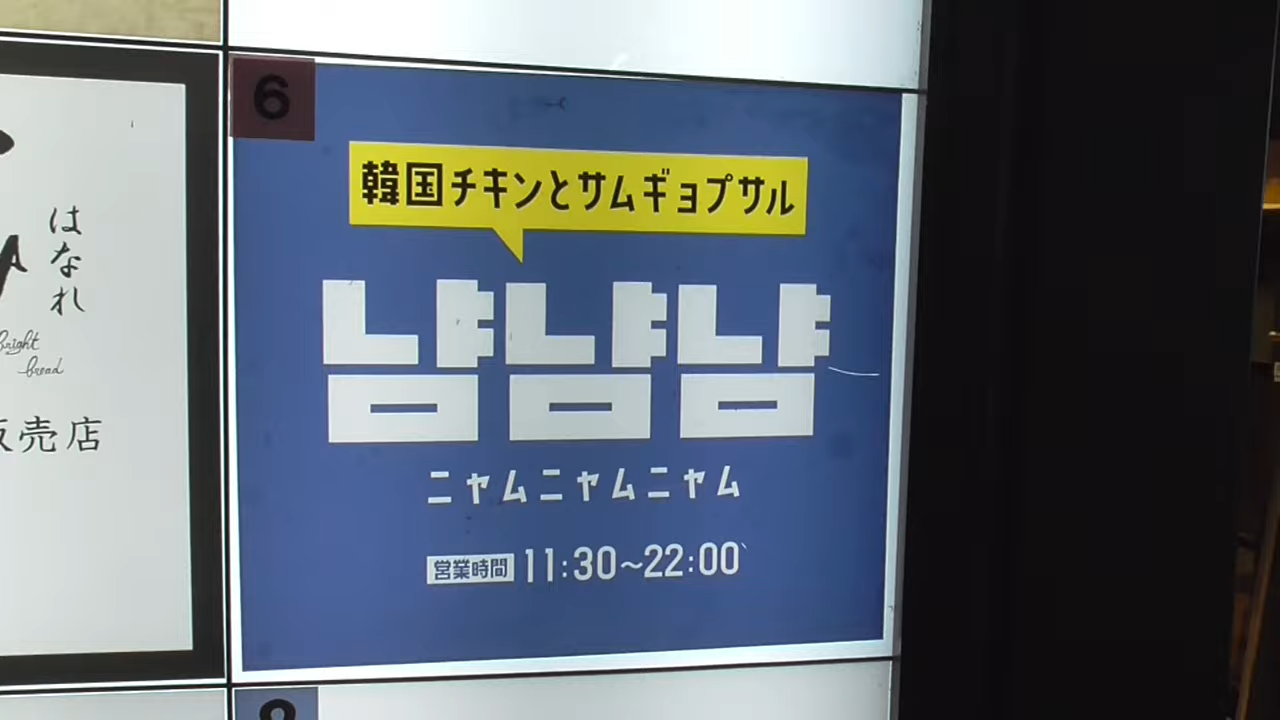 6
韓国チキンとサムギョプサル
냠냠냠
ニャムニャムニャム
営業時間 11:30~22:00
はなれ
bright
bread
売店